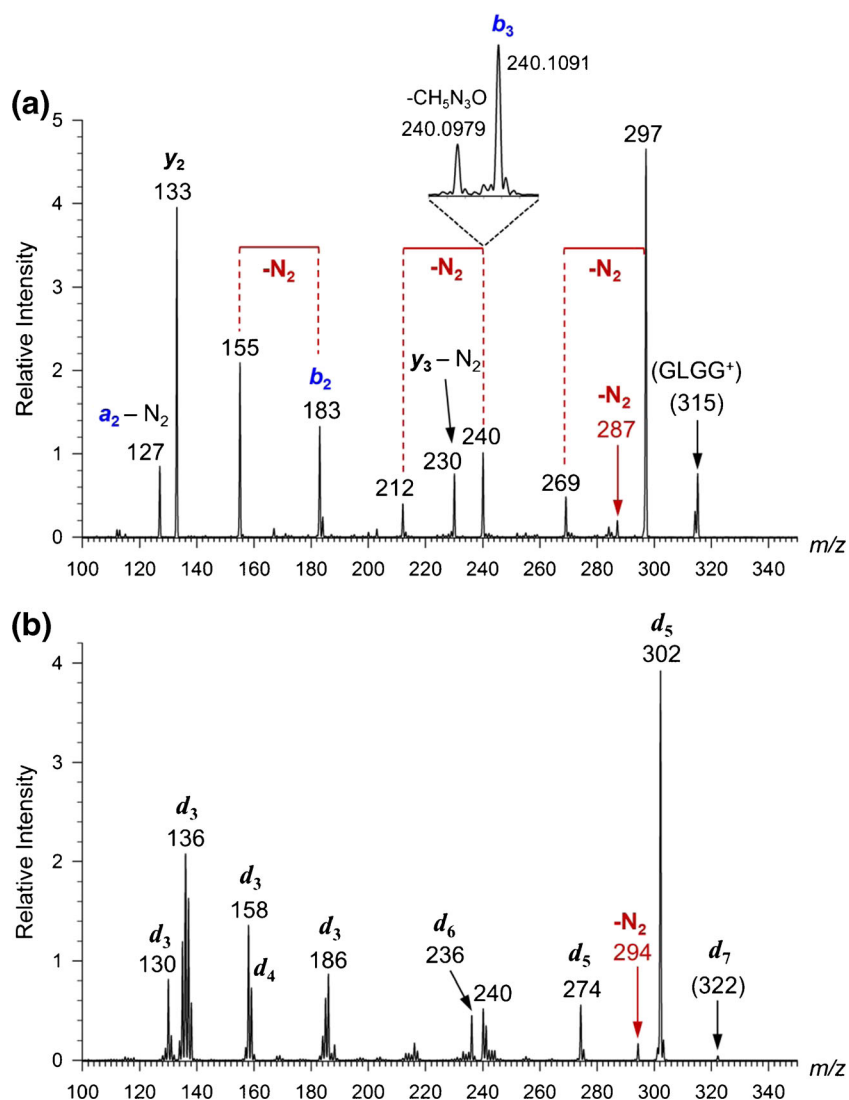 b3
240.1091
-CH5N3O
240.0979
(a)
5
4
3
2
1
0
Relative Intensity
y2
133
297
-N2
-N2
-N2
155
b2
183
a2 – N2
127
y3 – N2
230
240
212
269
-N2
287
(GLGG+)
(315)
100 120 140 160 180 200 220 240 260 280 300 320 340
m/z
(b)
4
3
2
1
0
Relative Intensity
d5
302
d3
136
d3
130
d3
158
d4
d3
186
d6
236
240
d5
274
-N2
294
d7
(322)
100 120 140 160 180 200 220 240 260 280 300 320 340
m/z